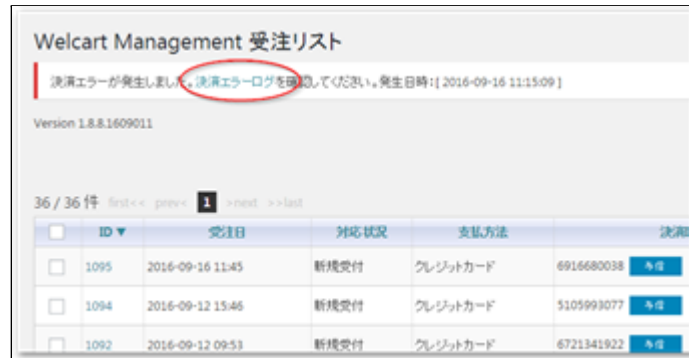 Welcart Management 受注リスト
決済エラーが発生しました。決済エラーログを確認してください。発生日時:[ 2016-09-16 11:15:09 ]
Version 1.8.8.1609011
36 / 36 件 first<< prev< 1 >next >>last
ID ▼ 受注日 対応状況 支払方法
1095 2016-09-16 11:45 新規受付 クレジットカード 6916680038 与信
1094 2016-09-12 15:46 新規受付 クレジットカード 5105993077 与信
1092 2016-09-12 09:53 新規受付 クレジットカード 6721341922 与信